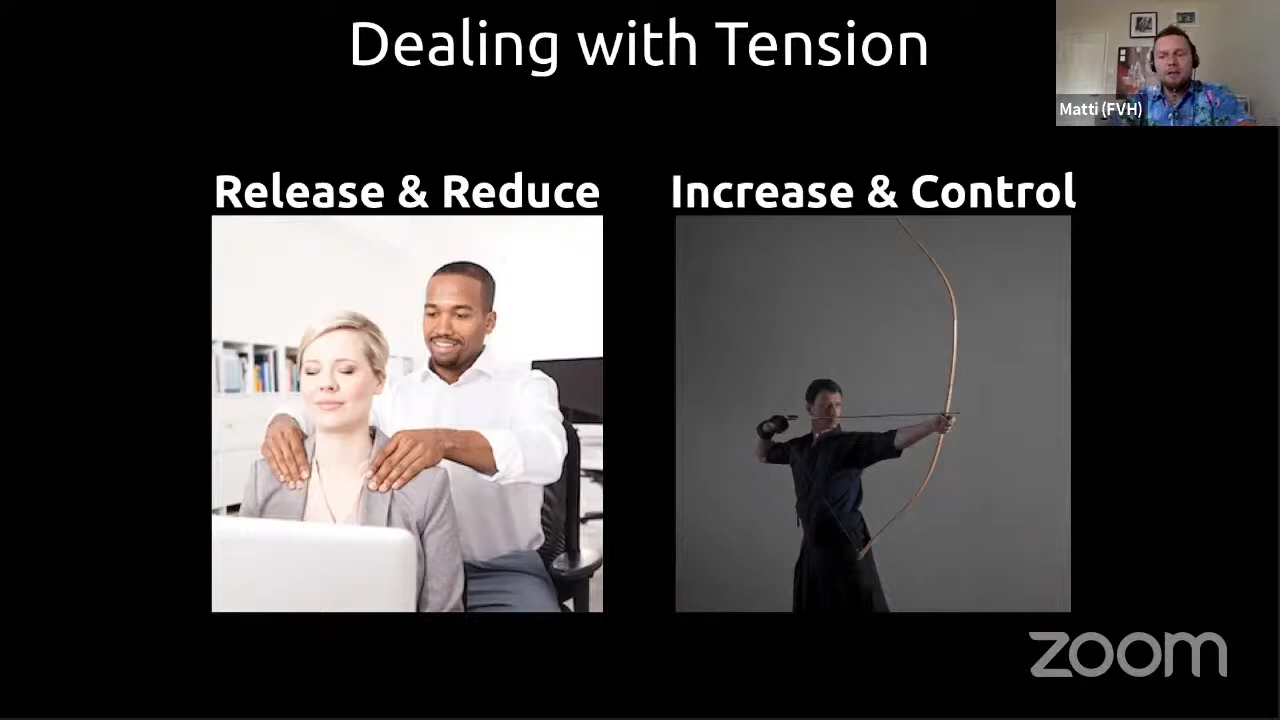 Dealing with Tension
Matti (FVH)
Release & Reduce
Increase & Control
zoom